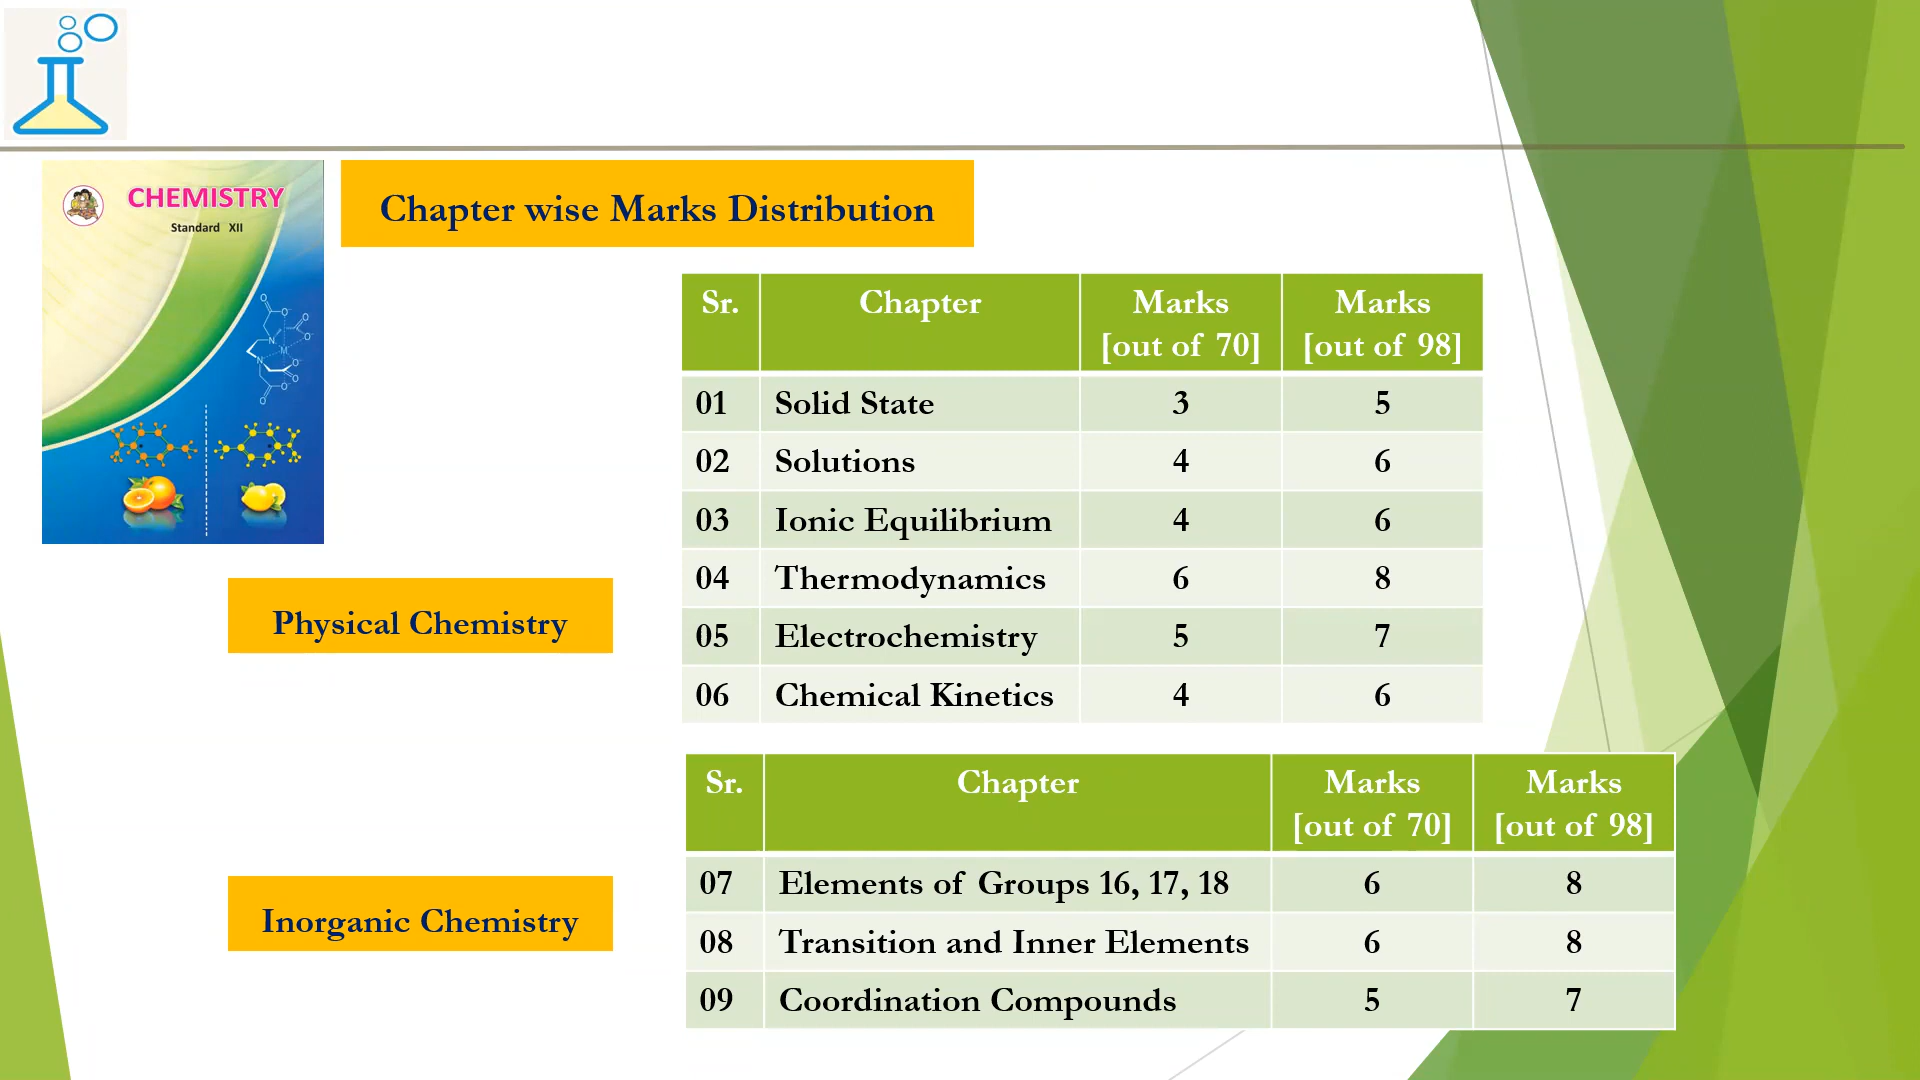 CHEMISTRY
Standard XII
Chapter wise Marks Distribution
Sr. Chapter Marks [out of 70] Marks [out of 98]
01 Solid State 3 5
02 Solutions 4 6
03 Ionic Equilibrium 4 6
04 Thermodynamics 6 8
05 Electrochemistry 5 7
06 Chemical Kinetics 4 6
Physical Chemistry
Sr. Chapter Marks [out of 70] Marks [out of 98]
07 Elements of Groups 16, 17, 18 6 8
08 Transition and Inner Elements 6 8
09 Coordination Compounds 5 7
Inorganic Chemistry